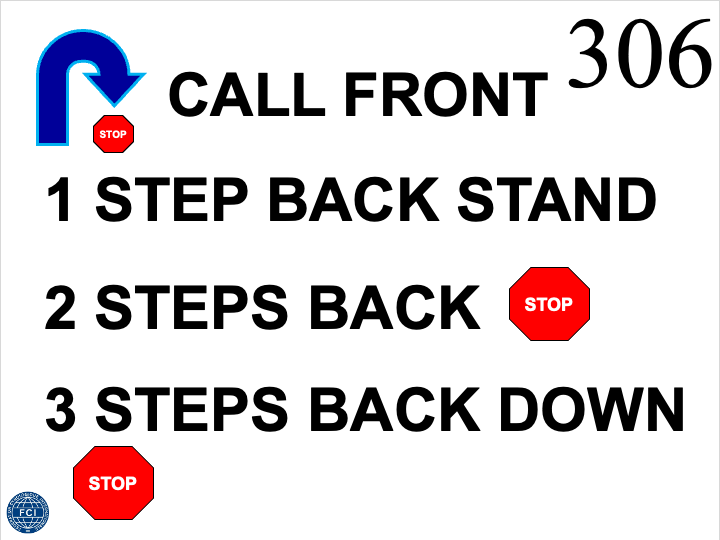 306
CALL FRONT
STOP
1 STEP BACK STAND
2 STEPS BACK STOP
3 STEPS BACK DOWN
STOP
FCI